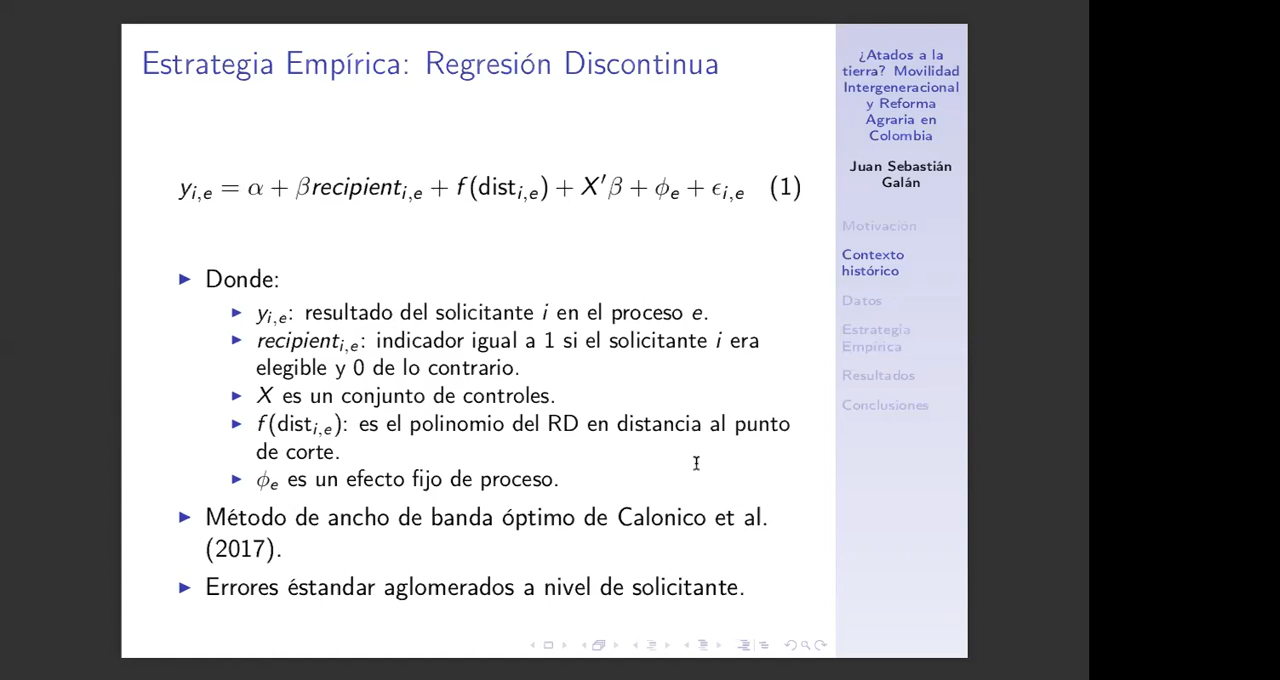 Estrategia Empírica: Regresión Discontinua
y_{i,e} = α + βrecipient_{i,e} + f(dist_{i,e}) + X′β + ϕ_e + ϵ_{i,e} (1)
▶ Donde:
▶ y_{i,e}: resultado del solicitante i en el proceso e.
▶ recipient_{i,e}: indicador igual a 1 si el solicitante i era
elegible y 0 de lo contrario.
▶ X es un conjunto de controles.
▶ f(dist_{i,e}): es el polinomio del RD en distancia al punto
de corte.
▶ ϕ_e es un efecto fijo de proceso.
▶ Método de ancho de banda óptimo de Calonico et al.
(2017).
▶ Errores éstandar aglomerados a nivel de solicitante.
¿Atados a la
tierra? Movilidad
Intergeneracional
y Reforma
Agraria en
Colombia
Juan Sebastián
Galán
Motivación
Contexto
histórico
Datos
Estrategia
Empírica
Resultados
Conclusiones